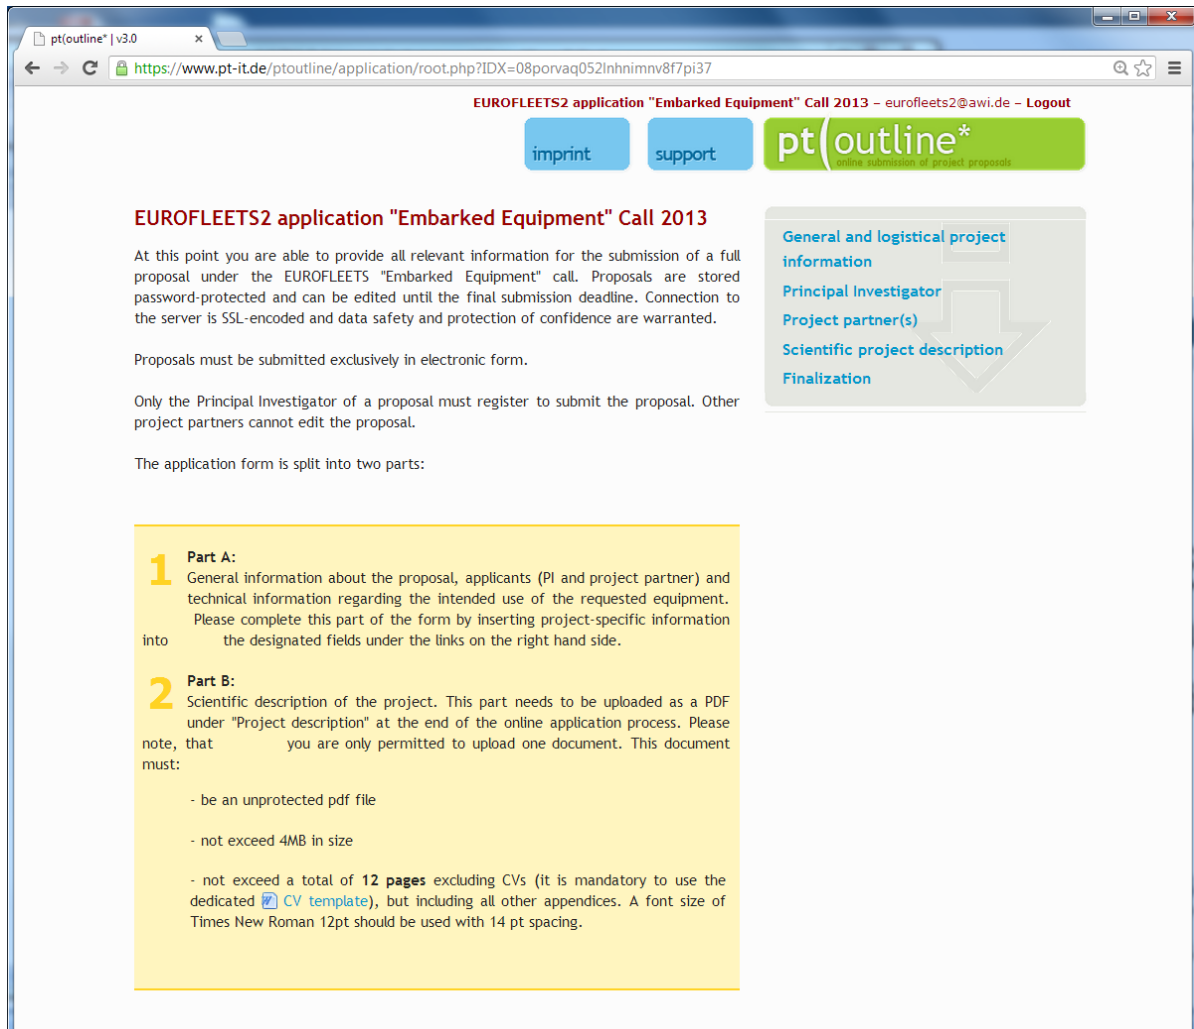 pt(outline* | v3.0
https://www.pt-it.de/ptoutline/application/root.php?IDX=08porvaq052lnhnimnv8f7pi37
EUROFLEETS2 application "Embarked Equipment" Call 2013 – eurofleets2@awi.de – Logout
imprint
support
pt(outline*
online submission of project proposals
EUROFLEETS2 application "Embarked Equipment" Call 2013
At this point you are able to provide all relevant information for the submission of a full
proposal under the EUROFLEETS "Embarked Equipment" call. Proposals are stored
password-protected and can be edited until the final submission deadline. Connection to
the server is SSL-encoded and data safety and protection of confidence are warranted.
Proposals must be submitted exclusively in electronic form.
Only the Principal Investigator of a proposal must register to submit the proposal. Other
project partners cannot edit the proposal.
The application form is split into two parts:
General and logistical project
information
Principal Investigator
Project partner(s)
Scientific project description
Finalization
1 Part A:
General information about the proposal, applicants (PI and project partner) and
technical information regarding the intended use of the requested equipment.
Please complete this part of the form by inserting project-specific information
into the designated fields under the links on the right hand side.
2 Part B:
Scientific description of the project. This part needs to be uploaded as a PDF
under "Project description" at the end of the online application process. Please
note, that you are only permitted to upload one document. This document
must:
- be an unprotected pdf file
- not exceed 4MB in size
- not exceed a total of 12 pages excluding CVs (it is mandatory to use the
dedicated CV template), but including all other appendices. A font size of
Times New Roman 12pt should be used with 14 pt spacing.